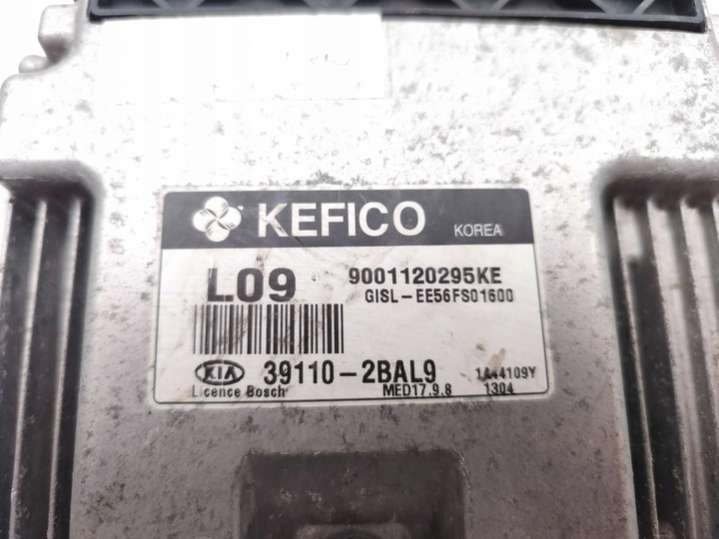 KEFICO KOREA
L09 9001120295KE
GISL-EE56FS01600
KIA 39110-2BAL9 1A44109Y
Licence Bosch MED17.9.8 1304